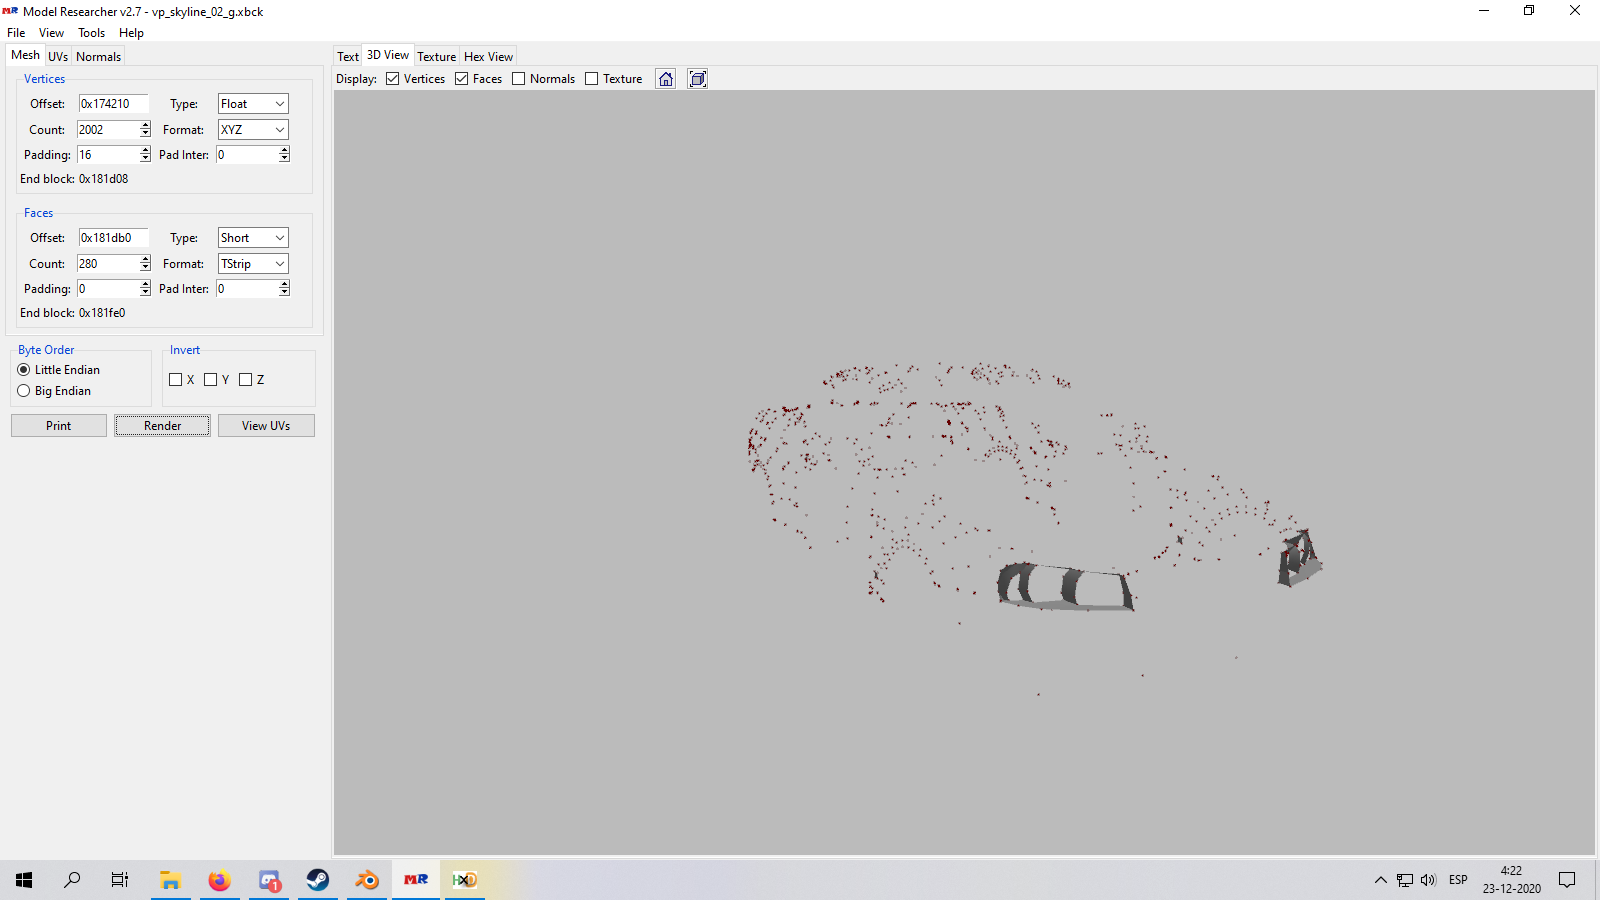 MR Model Researcher v2.7 - vp_skyline_02_g.xbck
File View Tools Help
Mesh UVs Normals
Text 3D View Texture Hex View
Display: Vertices Faces Normals Texture
Vertices
Offset: 0x174210 Type: Float
Count: 2002 Format: XYZ
Padding: 16 Pad Inter: 0
End block: 0x181d08
Faces
Offset: 0x181db0 Type: Short
Count: 280 Format: TStrip
Padding: 0 Pad Inter: 0
End block: 0x181fe0
Byte Order
Little Endian
Big Endian
Invert
X Y Z
Print Render View UVs
1
MR
HXD
ESP
4:22
23-12-2020